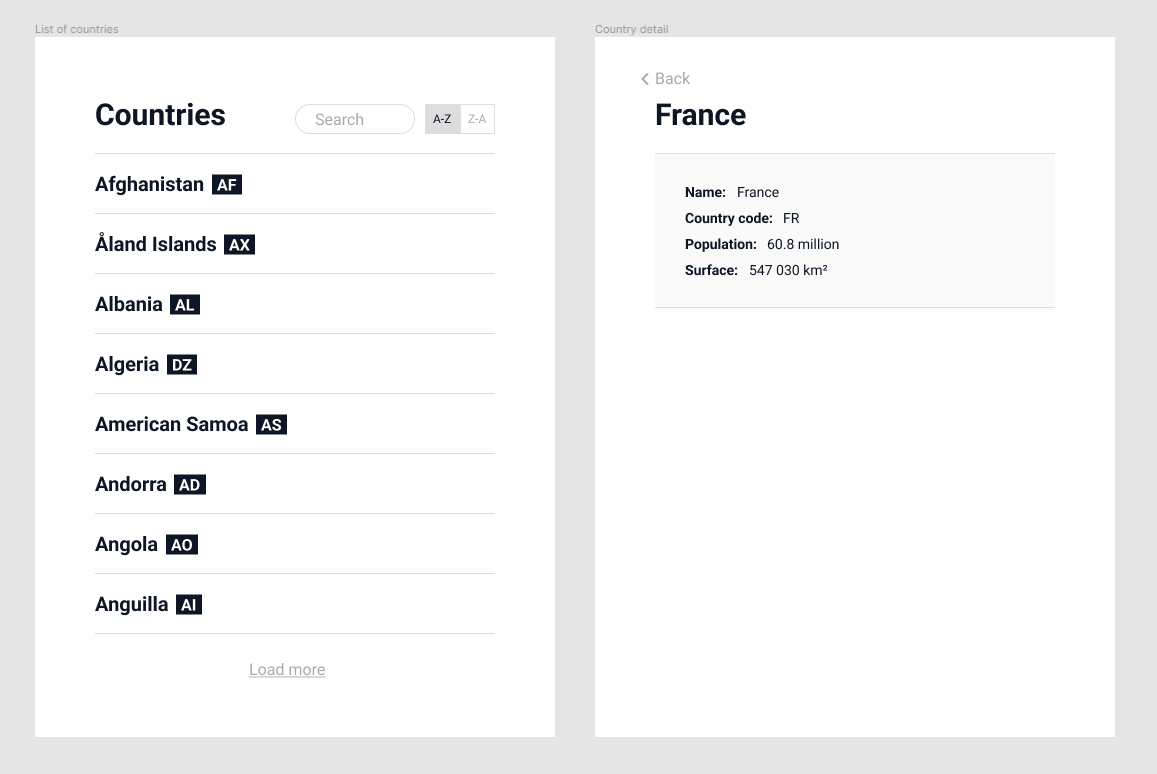 List of countries
Countries
Search
A-Z Z-A
Afghanistan AF
Åland Islands AX
Albania AL
Algeria DZ
American Samoa AS
Andorra AD
Angola AO
Anguilla AI
Load more
Country detail
Back
France
Name: France
Country code: FR
Population: 60.8 million
Surface: 547 030 km²